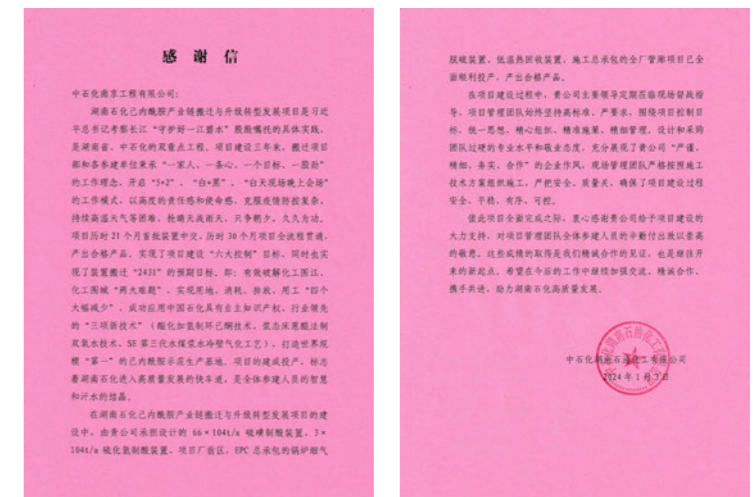 感 谢 信
中石化南京工程有限公司：
湖南石化己内酰胺产业链搬迁与升级转型发展项目是习近
平总书记考察长江“守护好一江碧水”殷殷嘱托的具体实践，
是湖南省、中石化的双重点工程。项目建设三年来，搬迁项目
部和各参建单位秉承“一家人、一条心、一个目标、一股劲”
的工作理念，开启“5+2”、“白+黑”、“白天现场晚上会场”
的工作模式，以高度的责任感和使命感，克服疫情防控复杂、
持续高温天气等困难，抢晴天战雨天，只争朝夕、久久为功。
项目历时21个月首批装置中交，历时30个月项目全流程贯通，
产出合格产品，实现了项目建设“六大控制”目标，同时也实
现了装置搬迁“2431”的预期目标，即：有效破解化工围江、
化工围城“两大难题”，实现用地、消耗、排放、用工“四个
大幅减少”，成功应用中国石化具有自主知识产权、行业领先
的“三项新技术”（酯化加氢制环己酮技术、浆态床蒽醌法制
双氧水技术、SE第三代水煤浆水冷壁气化工艺），打造世界规
模“第一”的己内酰胺示范生产基地。项目的建成投产，标志
着湖南石化进入高质量发展的快车道，是全体参建人员的智慧
和汗水的结晶。
在湖南石化己内酰胺产业链搬迁与升级转型发展项目的建
设中，由贵公司承担设计的66×104t/a硫磺制酸装置、3×
104t/a硫化氢制酸装置、项目厂前区，EPC总承包的锅炉烟气
脱硫装置、低温热回收装置，施工总承包的全厂管廊项目已全
面顺利投产，产出合格产品。
在项目建设过程中，贵公司主要领导定期莅临现场督战指
导，项目管理团队始终坚持高标准、严要求，围绕项目控制目
标，统一思想、精心组织、精准施策、精细管理。设计和采购
团队过硬的专业水平和敬业态度，充分展现了贵公司“严谨、
精细、务实、合作”的企业作风，现场管理团队严格按照施工
技术方案组织施工，严把安全、质量关，确保了项目建设过程
安全、平稳、有序、可控。
值此项目全面完成之际，衷心感谢贵公司给予项目建设的
大力支持，对项目管理团队全体参建人员的辛勤付出致以崇高
的敬意。这些成绩的取得是我们精诚合作的见证，也是继往开
来的新起点。希望在今后的工作中继续加强交流、精诚合作、
携手共进，助力湖南石化高质量发展。
中石化湖南石油化工有限公司
2024年1月3日